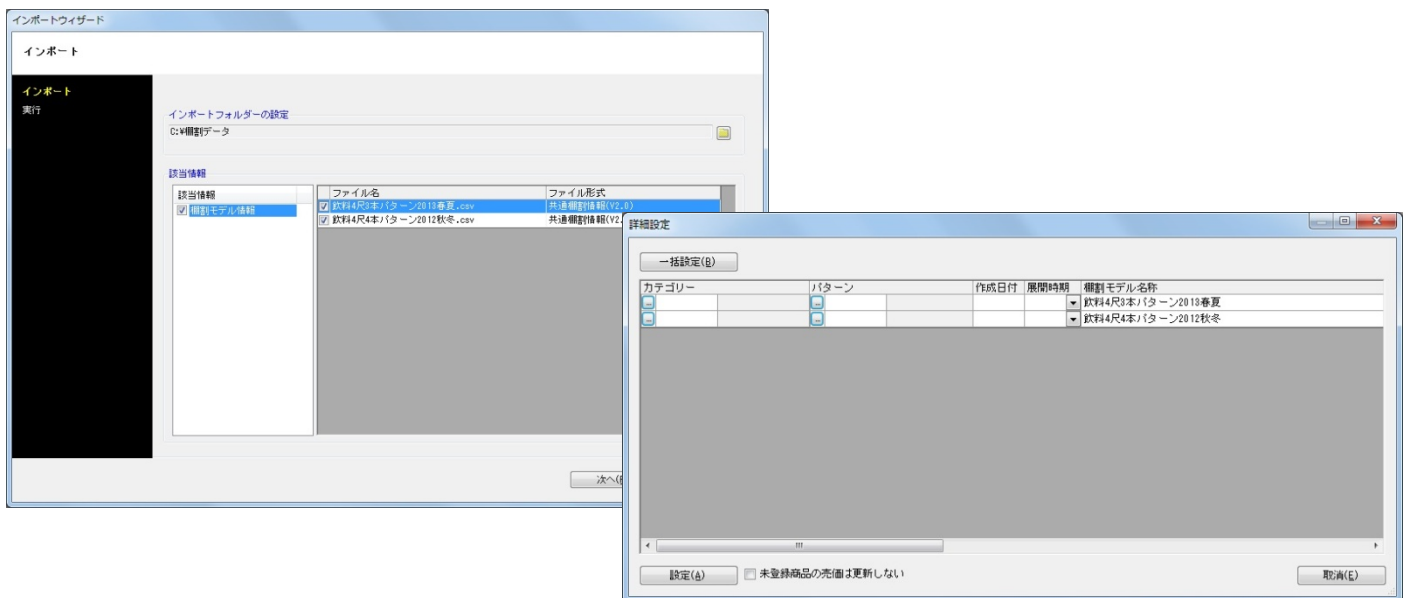 インポートウィザード
インポート
インポート
実行
インポートフォルダーの設定
C:¥棚割データ
該当情報
該当情報
棚割モデル情報
ファイル名 ファイル形式
飲料4尺3本パターン2013春夏.csv 共通棚割情報(V2.0)
飲料4尺4本パターン2012秋冬.csv 共通棚割情報(V2.
次へ(
詳細設定
一括設定(B)
カテゴリー パターン 作成日付 展開時期 棚割モデル名称
飲料4尺3本パターン2013春夏
飲料4尺4本パターン2012秋冬
設定(A) 未登録商品の売価は更新しない 取消(E)